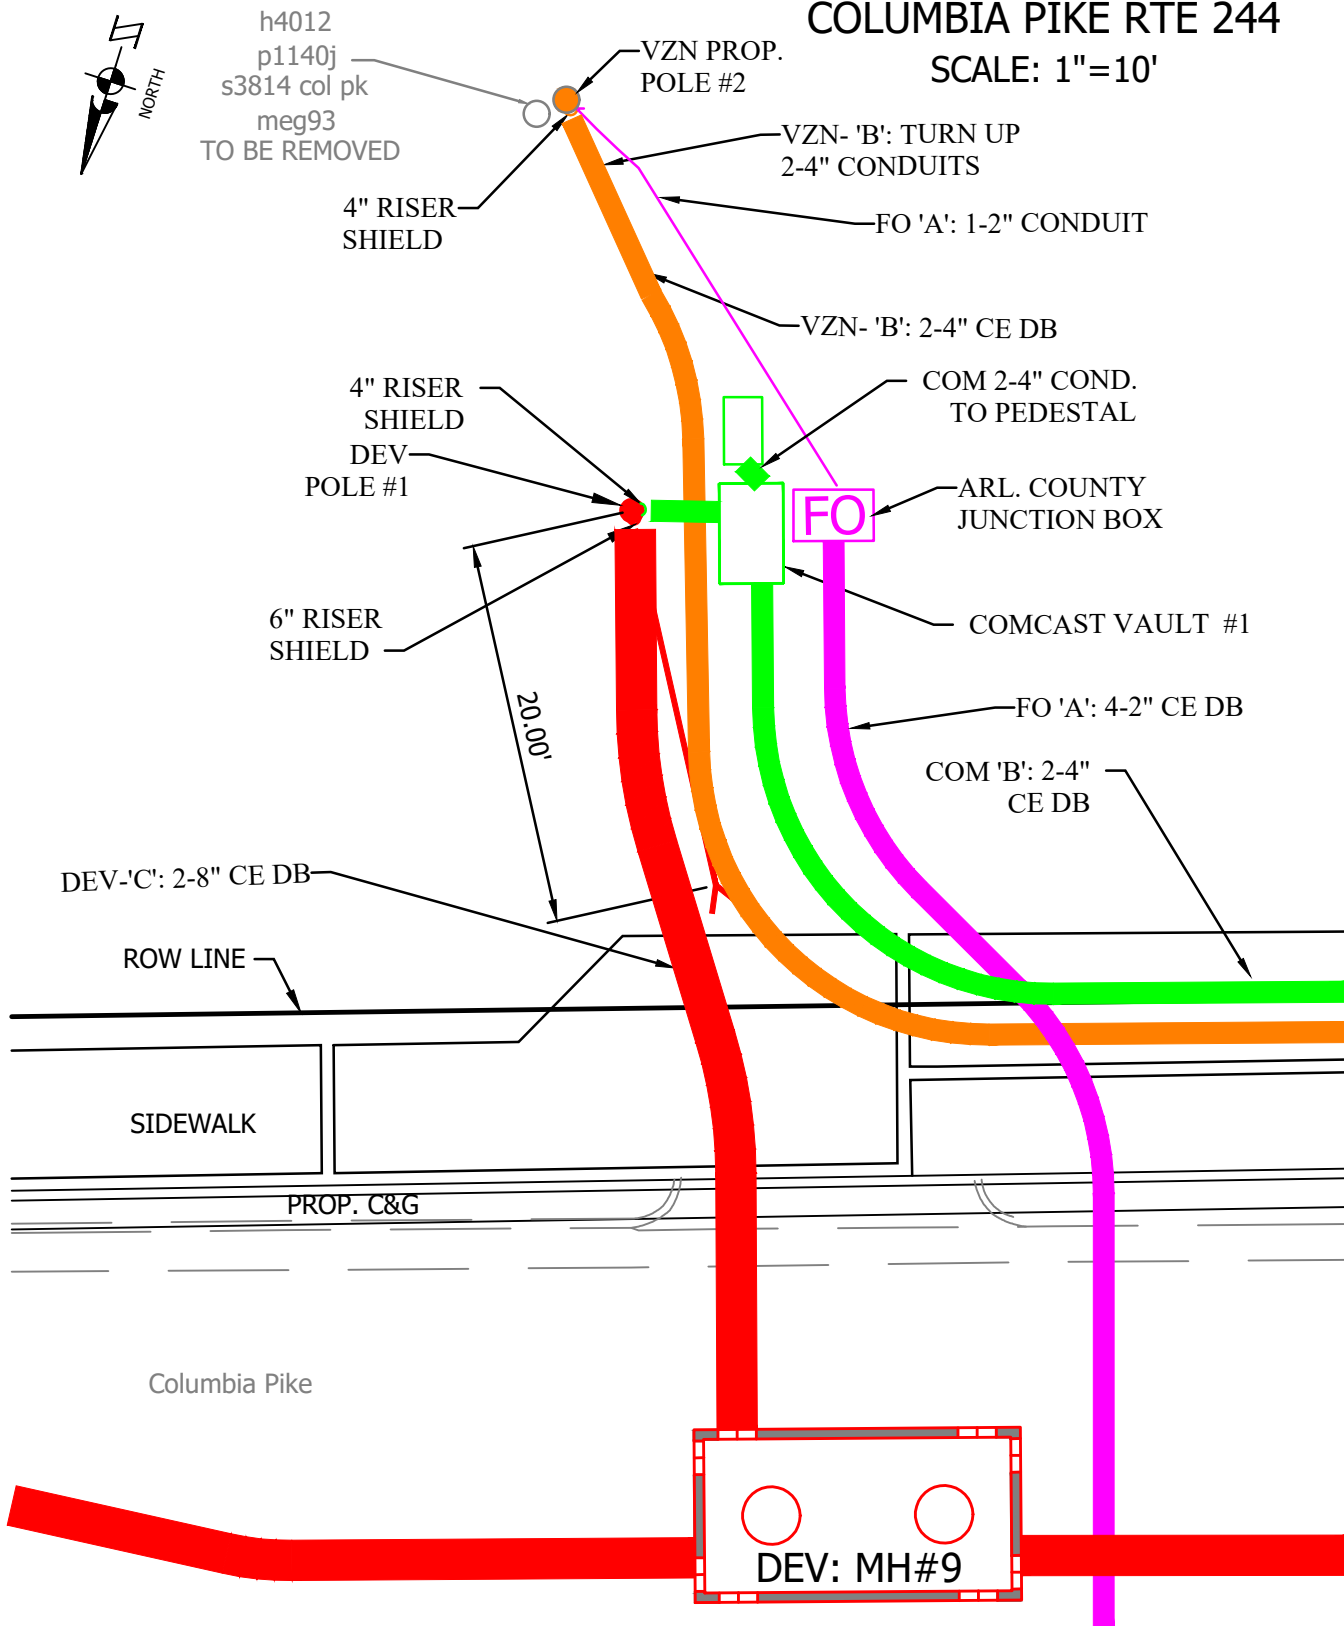 COLUMBIA PIKE RTE 244
SCALE: 1"=10'
NORTH
h4012
p1140j
s3814 col pk
meg93
TO BE REMOVED
VZN PROP.
POLE #2
VZN- 'B': TURN UP
2-4" CONDUITS
4" RISER
SHIELD
FO 'A': 1-2" CONDUIT
VZN- 'B': 2-4" CE DB
4" RISER
SHIELD
COM 2-4" COND.
TO PEDESTAL
DEV
POLE #1
ARL. COUNTY
JUNCTION BOX
FO
6" RISER
SHIELD
COMCAST VAULT #1
20.00'
FO 'A': 4-2" CE DB
COM 'B': 2-4"
CE DB
DEV-'C': 2-8" CE DB
ROW LINE
SIDEWALK
PROP. C&G
Columbia Pike
DEV: MH#9